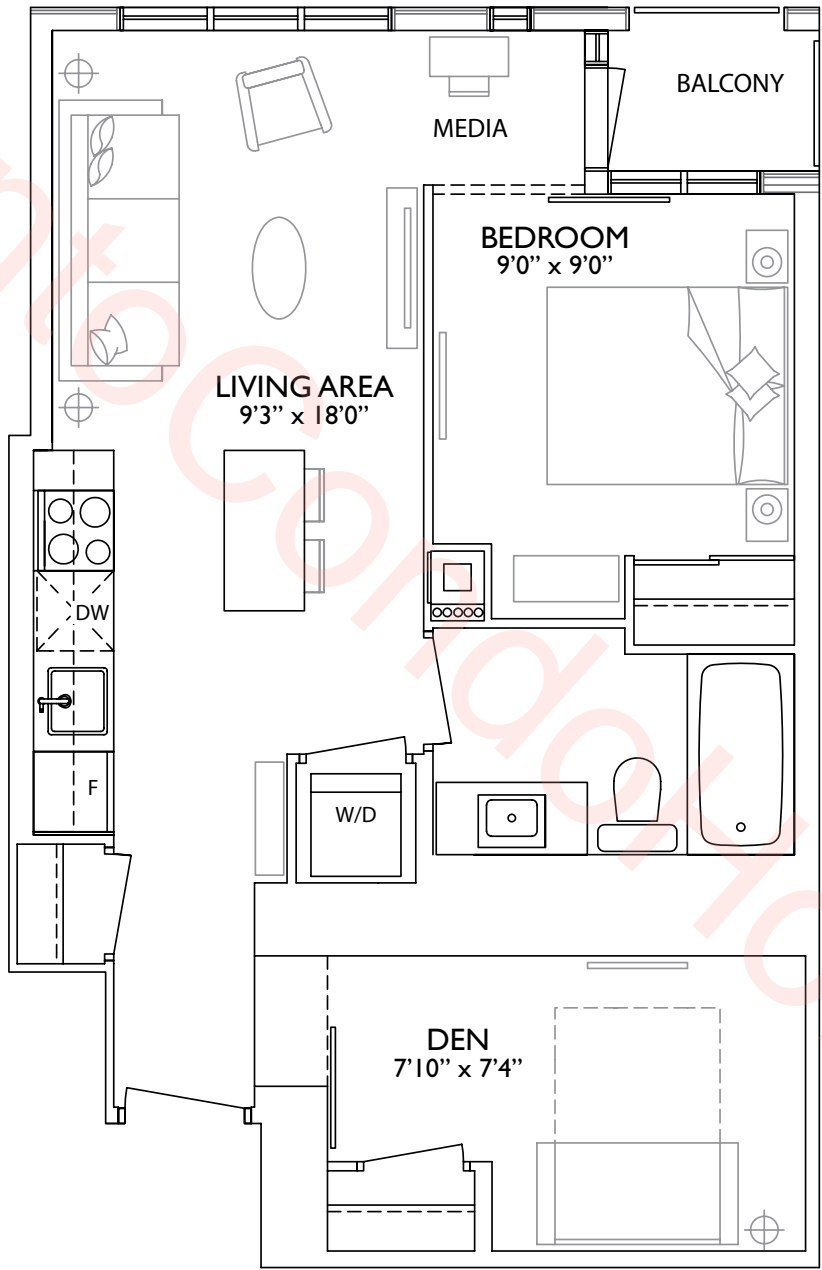 BALCONY
MEDIA
BEDROOM
9'0” x 9'0”
LIVING AREA
9'3” x 18'0”
DW
F
W/D
DEN
7'10” x 7'4”
ntoCondoHo